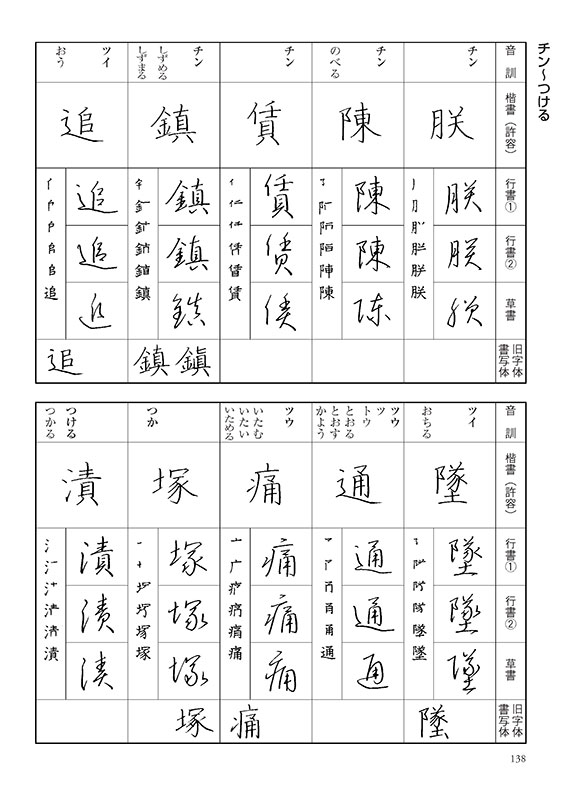 チン〜つける
音 訓
楷書（許容）
行書①
行書②
草書
旧字体
書写体
チン
朕
朕
朕
朕
チン
のべる
陳
陳
陳
陳
チン
賃
賃
賃
賃
チン
しずめる
しずまる
鎮
鎮
鎮
鎮
鎭 鎮
ツイ
おう
追
追
追
追
追
音 訓
楷書（許容）
行書①
行書②
草書
旧字体
書写体
ツイ
おちる
墜
墜
墜
墜
墜
ツウ
ツ
トウ
とおる
とおす
かよう
通
通
通
通
ツウ
いたむ
いたい
いためる
痛
痛
痛
痛
痛
つか
塚
塚
塚
塚
塚
つける
つかる
漬
漬
漬
漬
138